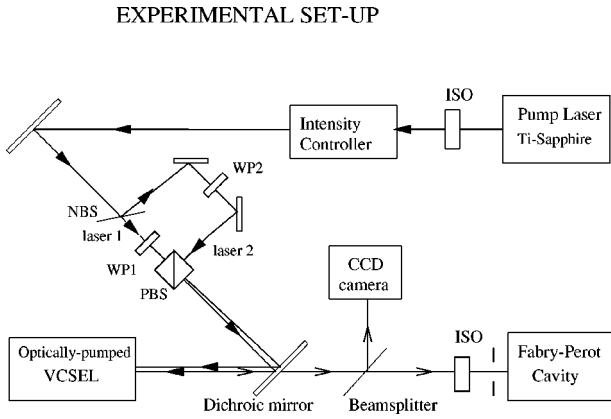 EXPERIMENTAL SET-UP
ISO
Pump Laser
Ti-Sapphire
Intensity
Controller
WP2
NBS
laser 1
laser 2
WP1
PBS
CCD
camera
ISO
Optically-pumped
VCSEL
Fabry-Perot
Cavity
Dichroic mirror
Beamsplitter